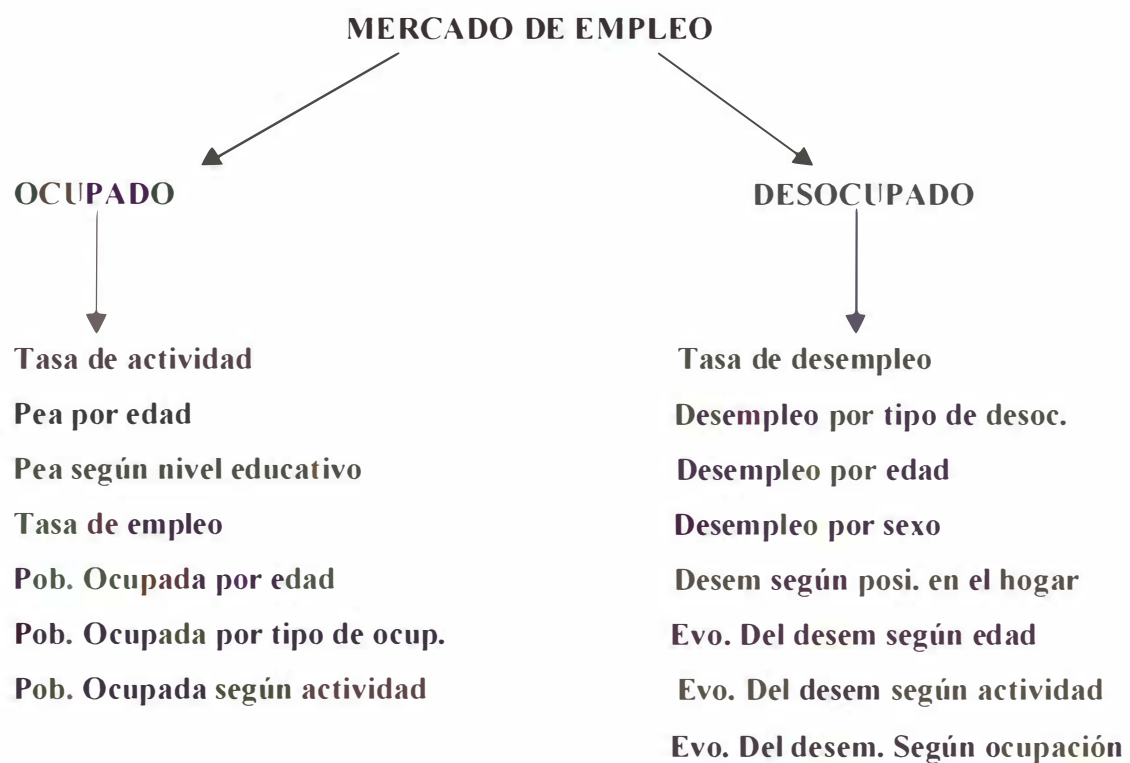 MERCADO DE EMPLEO
OCUPADO
DESOCUPADO
Tasa de actividad
Pea por edad
Pea según nivel educativo
Tasa de empleo
Pob. Ocupada por edad
Pob. Ocupada por tipo de ocup.
Pob. Ocupada según actividad
Tasa de desempleo
Desempleo por tipo de desoc.
Desempleo por edad
Desempleo por sexo
Desem según posi. en el hogar
Evo. Del desem según edad
Evo. Del desem según actividad
Evo. Del desem. Según ocupación